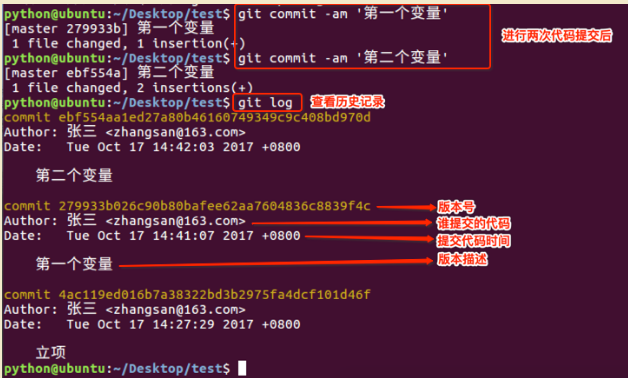 python@ubuntu:~/Desktop/test$ git commit -am '第一个变量'
[master 279933b] 第一个变量
1 file changed, 1 insertion(+)
python@ubuntu:~/Desktop/test$ git commit -am '第二个变量'
进行两次代码提交后
[master ebf554a] 第二个变量
1 file changed, 2 insertions(+)
python@ubuntu:~/Desktop/test$ git log 查看历史记录
commit ebf554aa1ed27a80b46160749349c9c408bd970d
Author: 张三 <zhangsan@163.com>
Date: Tue Oct 17 14:42:03 2017 +0800
第二个变量
commit 279933b026c90b80bafee62aa7604836c8839f4c 版本号
Author: 张三 <zhangsan@163.com> 谁提交的代码
Date: Tue Oct 17 14:41:07 2017 +0800 提交代码时间
第一个变量 版本描述
commit 4ac119ed016b7a38322bd3b2975fa4dcf101d46f
Author: 张三 <zhangsan@163.com>
Date: Tue Oct 17 14:27:29 2017 +0800
立项
python@ubuntu:~/Desktop/test$